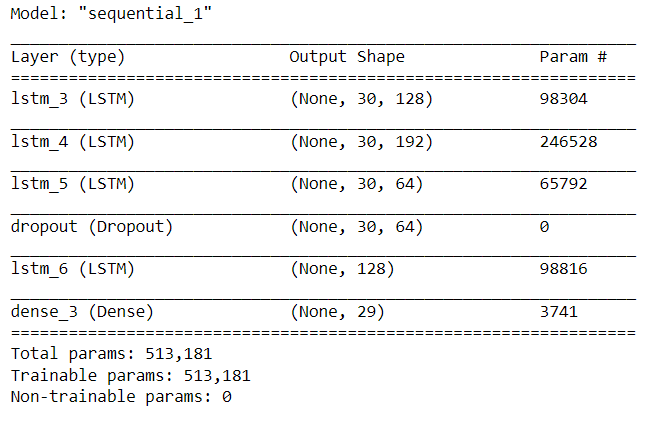 Model: "sequential_1"
_________________________________________________________________
Layer (type)                 Output Shape              Param #
=================================================================
lstm_3 (LSTM)                (None, 30, 128)           98304
_________________________________________________________________
lstm_4 (LSTM)                (None, 30, 192)           246528
_________________________________________________________________
lstm_5 (LSTM)                (None, 30, 64)            65792
_________________________________________________________________
dropout (Dropout)            (None, 30, 64)            0
_________________________________________________________________
lstm_6 (LSTM)                (None, 128)               98816
_________________________________________________________________
dense_3 (Dense)              (None, 29)                3741
=================================================================
Total params: 513,181
Trainable params: 513,181
Non-trainable params: 0